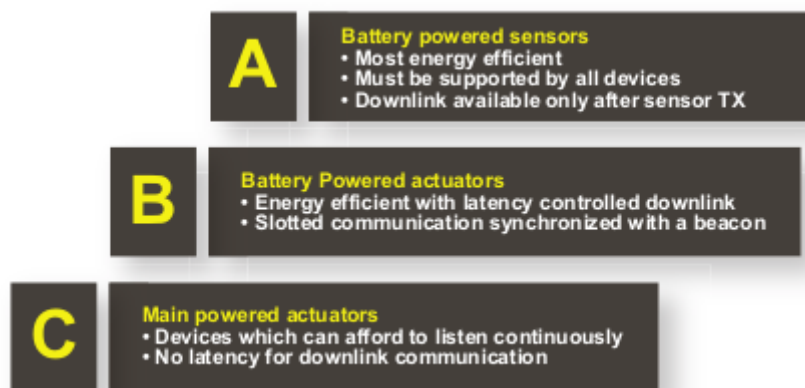 A
Battery powered sensors
• Most energy efficient
• Must be supported by all devices
• Downlink available only after sensor TX
B
Battery Powered actuators
• Energy efficient with latency controlled downlink
• Slotted communication synchronized with a beacon
C
Main powered actuators
• Devices which can afford to listen continuously
• No latency for downlink communication